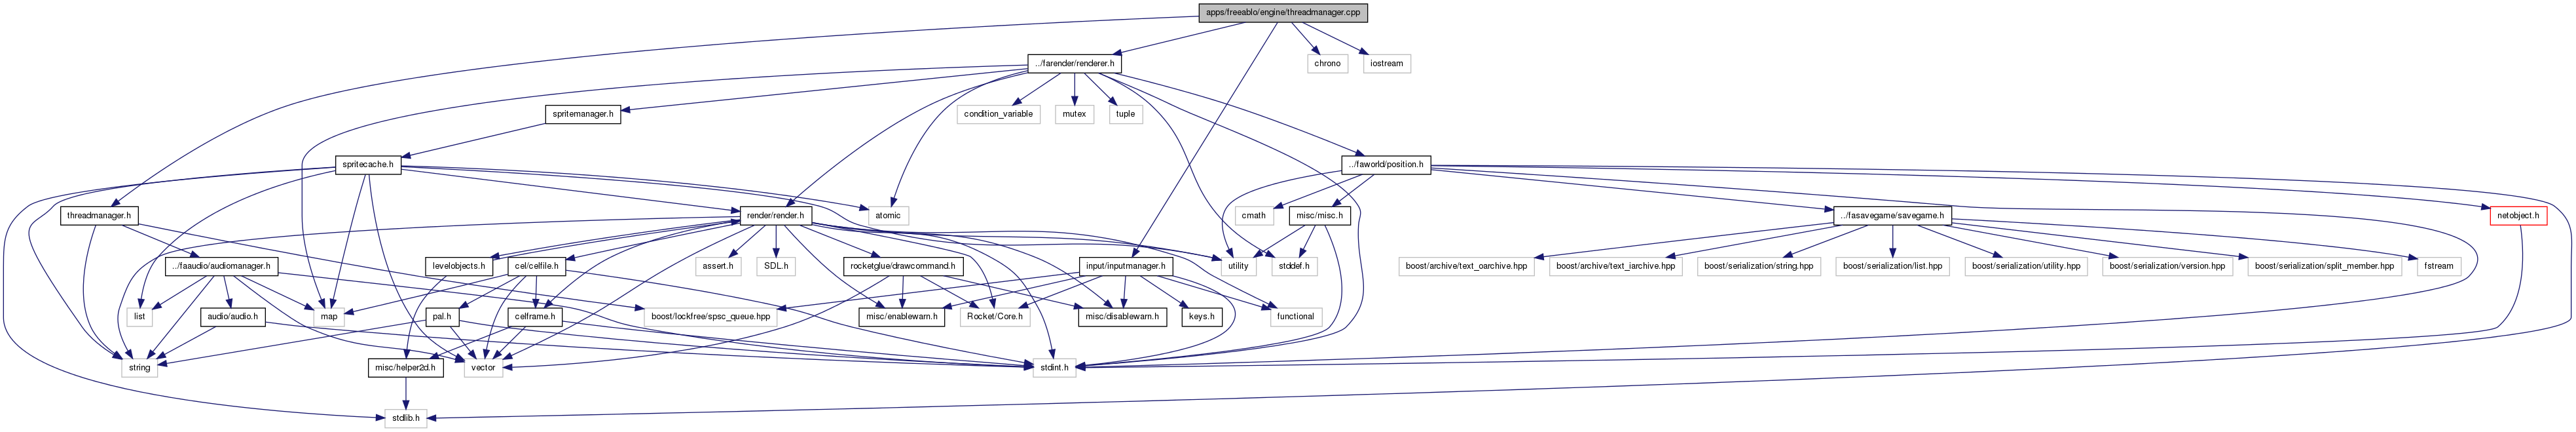 apps/freeablo/engine/threadmanager.cpp
../farender/renderer.h
chrono
iostream
spritemanager.h
condition_variable
mutex
tuple
spritecache.h
../faworld/position.h
threadmanager.h
render/render.h
atomic
cmath
misc/misc.h
../fasavegame/savegame.h
netobject.h
../faaudio/audiomanager.h
levelobjects.h
cel/celfile.h
assert.h
SDL.h
rocketglue/drawcommand.h
input/inputmanager.h
utility
stddef.h
boost/archive/text_oarchive.hpp
boost/archive/text_iarchive.hpp
boost/serialization/string.hpp
boost/serialization/list.hpp
boost/serialization/utility.hpp
boost/serialization/version.hpp
boost/serialization/split_member.hpp
fstream
list
audio/audio.h
map
pal.h
celframe.h
boost/lockfree/spsc_queue.hpp
misc/enablewarn.h
Rocket/Core.h
misc/disablewarn.h
keys.h
functional
string
misc/helper2d.h
vector
stdint.h
stdlib.h